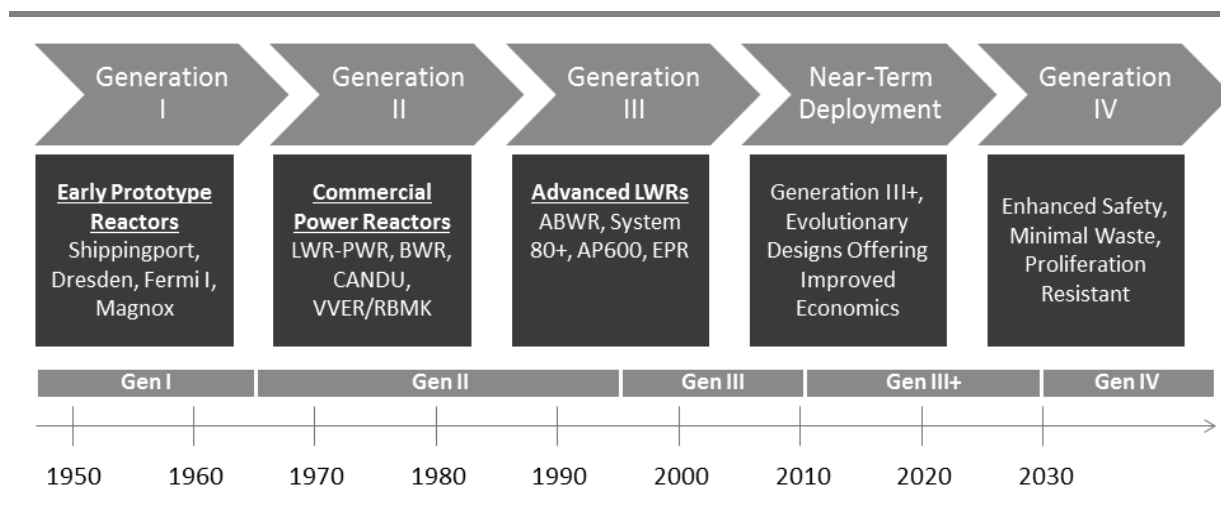 Generation
I
Generation
II
Generation
III
Near-Term
Deployment
Generation
IV
Early Prototype
Reactors
Shippingport,
Dresden, Fermi I,
Magnox
Commercial
Power Reactors
LWR-PWR, BWR,
CANDU,
VVER/RBMK
Advanced LWRs
ABWR, System
80+, AP600, EPR
Generation III+,
Evolutionary
Designs Offering
Improved
Economics
Enhanced Safety,
Minimal Waste,
Proliferation
Resistant
Gen I Gen II Gen III Gen III+ Gen IV
1950 1960 1970 1980 1990 2000 2010 2020 2030